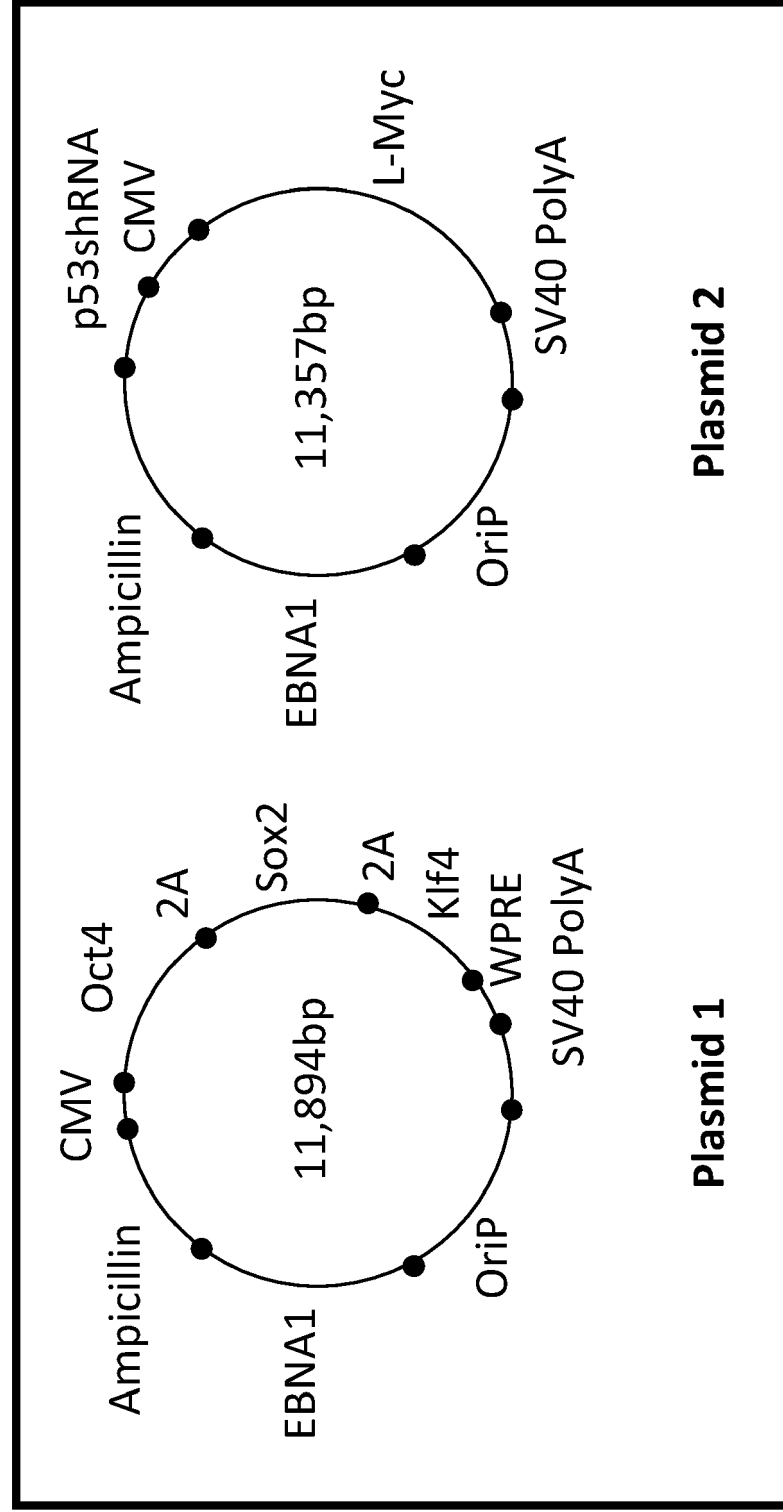 CMV
Oct4
2A
Sox2
2A
Klf4
WPRE
SV40 PolyA
OriP
EBNA1
Ampicillin
11,894bp
Plasmid 1
p53shRNA
CMV
L-Myc
SV40 PolyA
OriP
EBNA1
Ampicillin
11,357bp
Plasmid 2